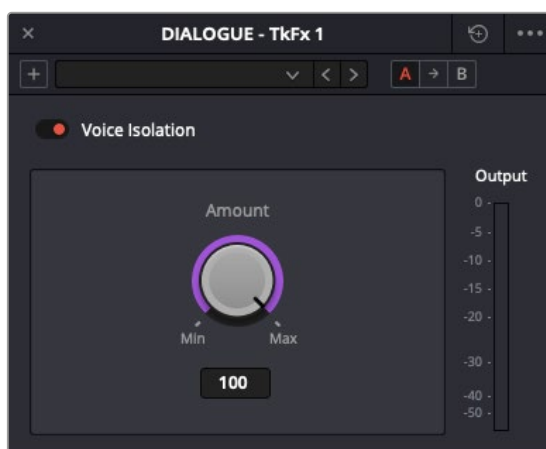 DIALOGUE - TkFx 1
A B
Voice Isolation
Output
Amount
Min Max
100
0 -
-5 -
-10 -
-15 -
-20 -
-30 -
-40 -
-50 -